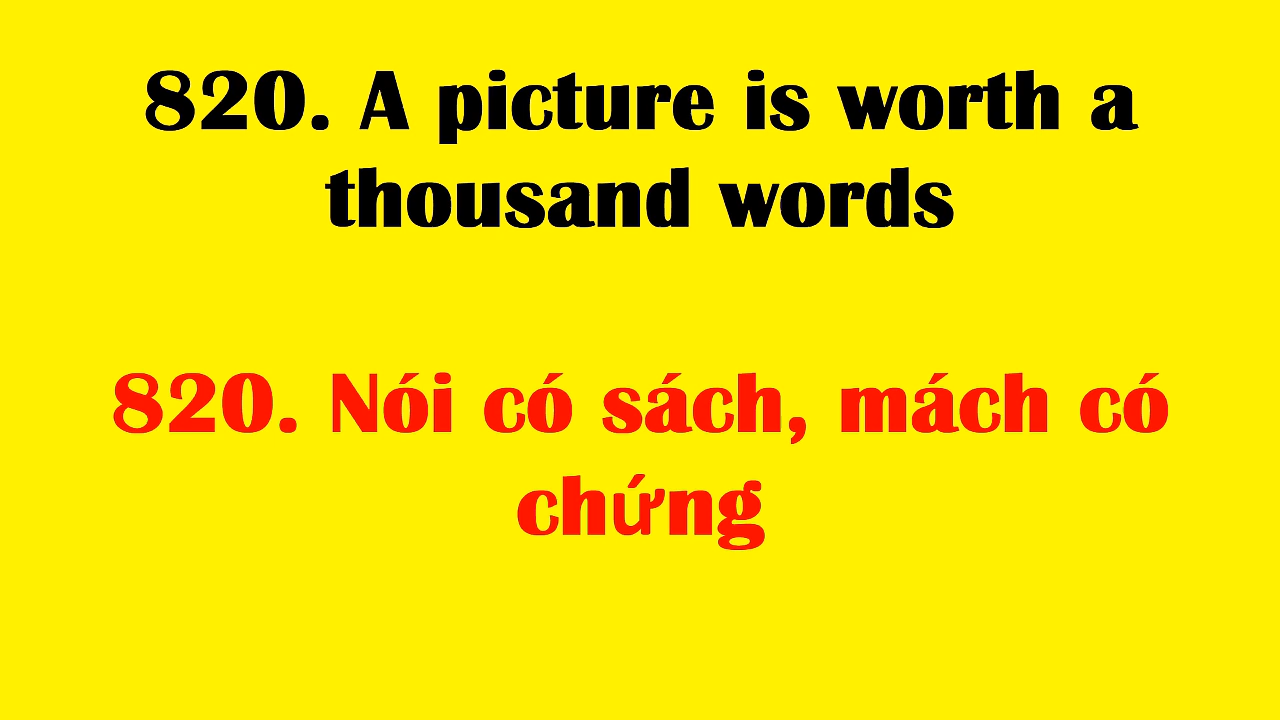 820. A picture is worth a
thousand words
820. Nói có sách, mách có
chứng